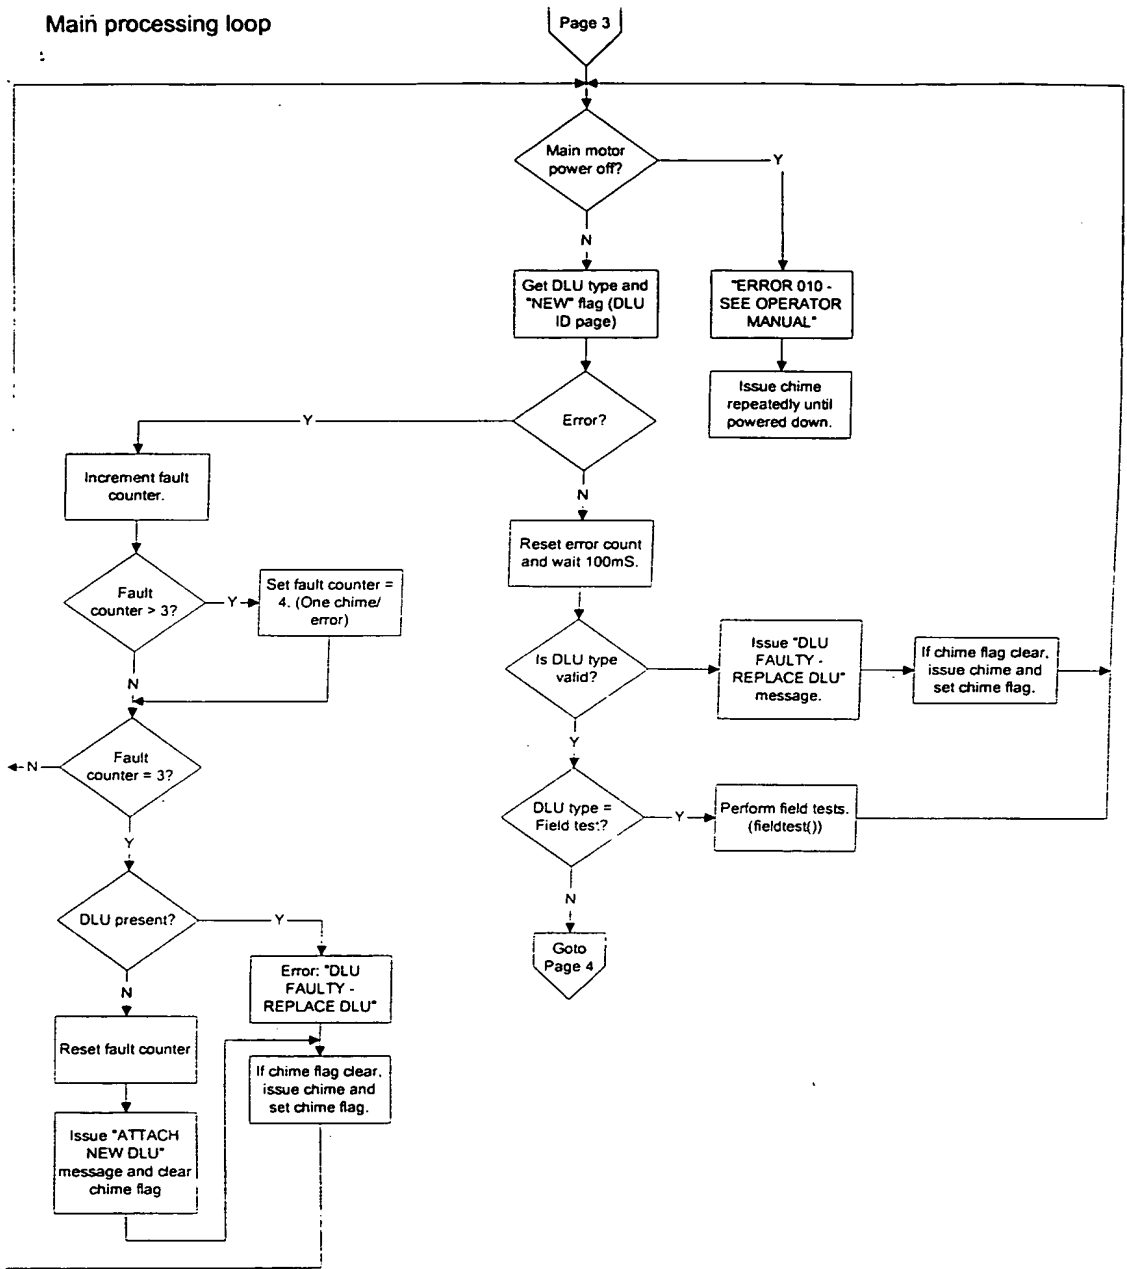 Main processing loop
Page 3
Main motor
power off?
Y
N
Get DLU type and
"NEW" flag (DLU
ID page)
"ERROR 010 -
SEE OPERATOR
MANUAL"
Issue chime
repeatedly until
powered down.
Error?
Y
N
Increment fault
counter.
Reset error count
and wait 100mS.
Fault
counter > 3?
Y
Set fault counter =
4. (One chime/
error)
N
Is DLU type
valid?
Issue "DLU
FAULTY -
REPLACE DLU"
message.
If chime flag clear,
issue chime and
set chime flag.
Y
Fault
counter = 3?
N
Y
DLU type =
Field test?
Y
Perform field tests.
(fieldtest())
N
Goto
Page 4
DLU present?
Y
N
Error: "DLU
FAULTY -
REPLACE DLU"
Reset fault counter
If chime flag clear,
issue chime and
set chime flag.
Issue "ATTACH
NEW DLU"
message and clear
chime flag